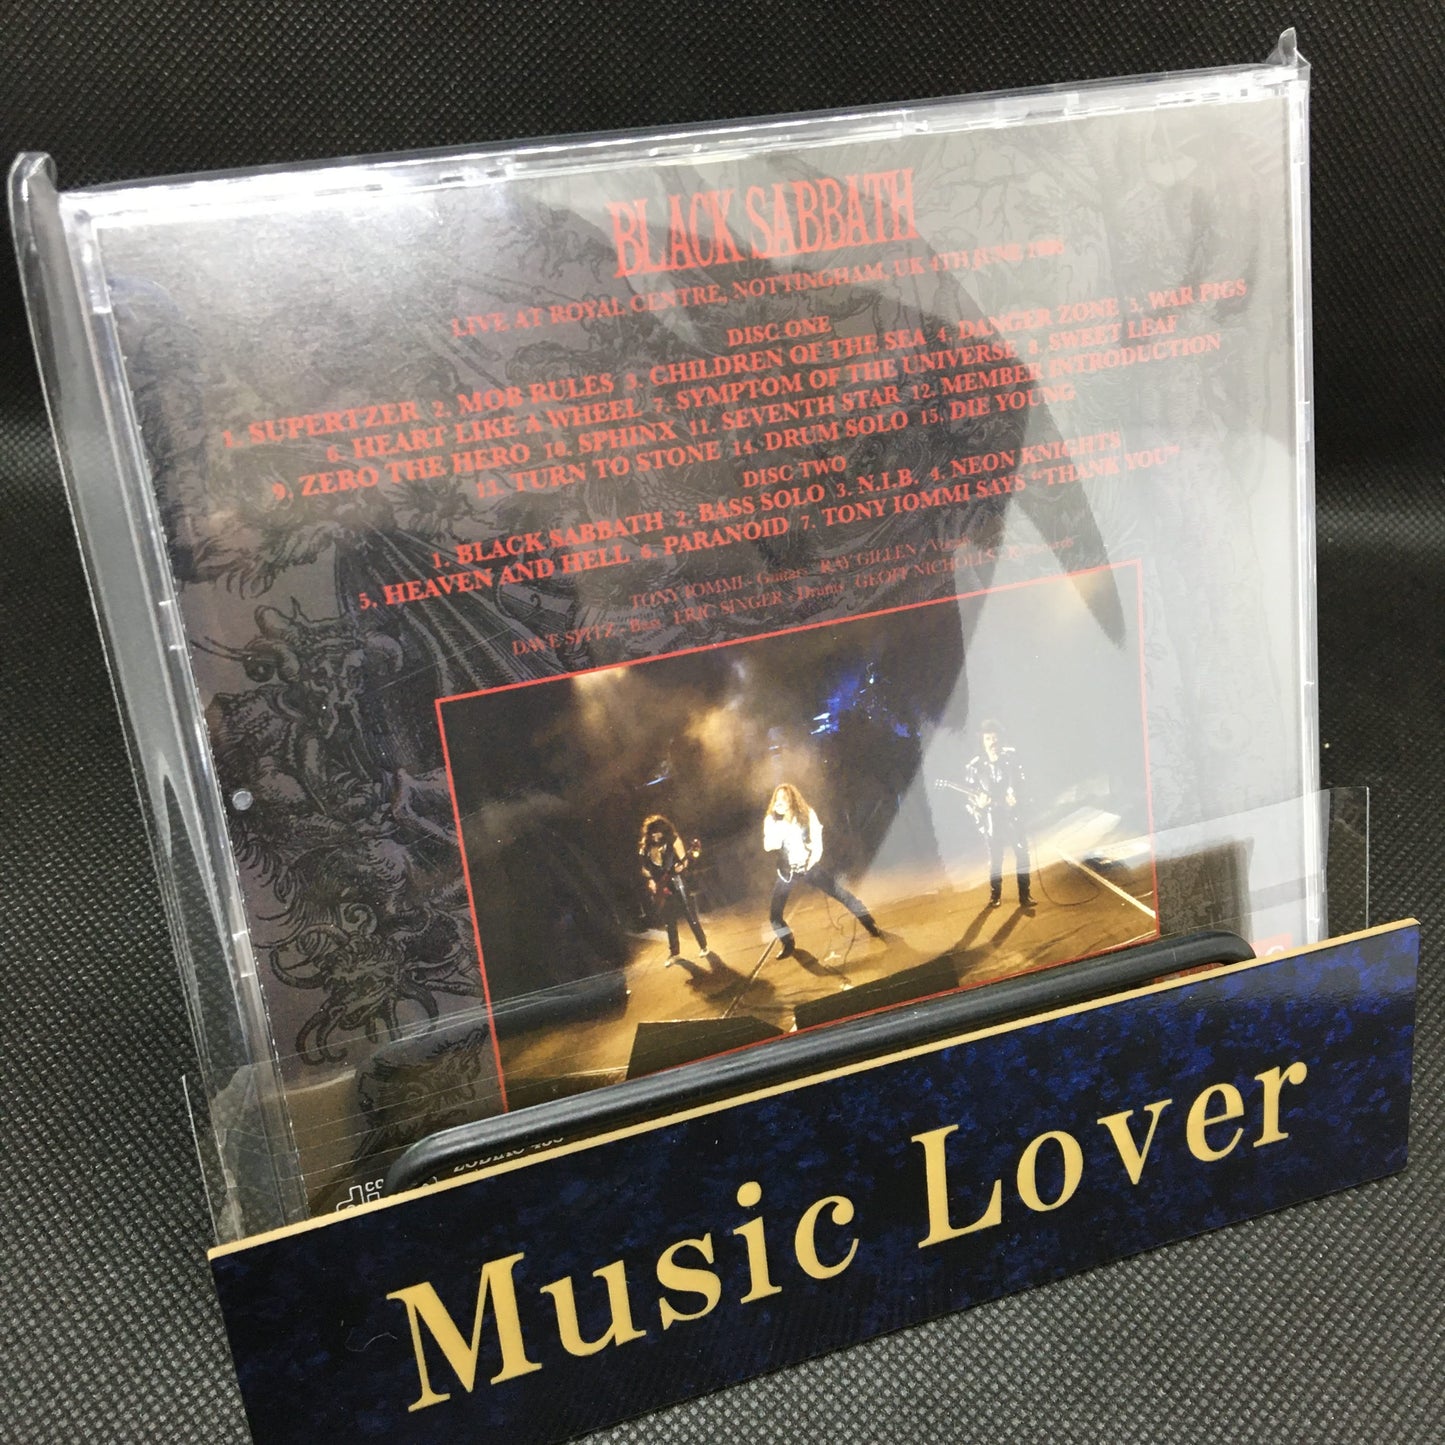 BLACK SABBATH
LIVE AT ROYAL CENTRE, NOTTINGHAM, UK 4TH JUNE 1986
DISC ONE
1. SUPERTZER 2. MOB RULES 3. CHILDREN OF THE SEA 4. DANGER ZONE 5. WAR PIGS
6. HEART LIKE A WHEEL 7. SYMPTOM OF THE UNIVERSE 8. SWEET LEAF
9. ZERO THE HERO 10. SPHINX 11. SEVENTH STAR 12. MEMBER INTRODUCTION
13. TURN TO STONE 14. DRUM SOLO 15. DIE YOUNG
DISC TWO
1. BLACK SABBATH 2. BASS SOLO 3. N.I.B. 4. NEON KNIGHTS
5. HEAVEN AND HELL 6. PARANOID 7. TONY IOMMI SAYS "THANK YOU"
TONY IOMMI - Guitar RAY GILLEN - Vocal
DAVE SPITZ - Bass ERIC SINGER - Drums GEOFF NICHOLLS - Keyboards
Music Lover